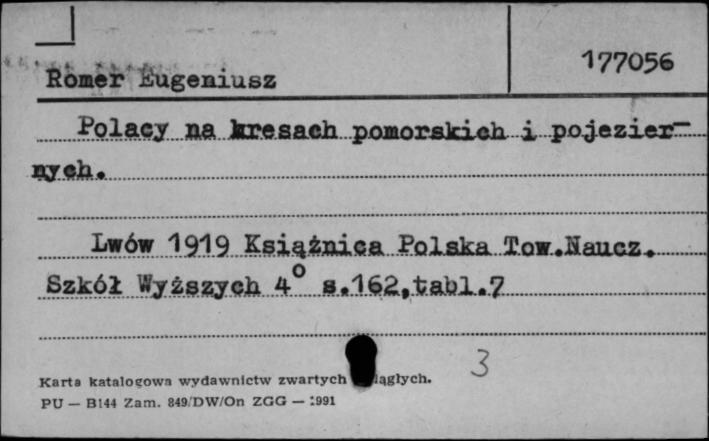 177056
Romer Eugeniusz
Polacy na kresach pomorskich i pojezier-
nych.
Lwów 1919 Książnica Polska Tow.Naucz.
Szkół Wyższych 4° s.162,tabl.7
3
Karta katalogowa wydawnictw zwartych
PU — B144 Zam. 849/DW/On ZGG — 1991